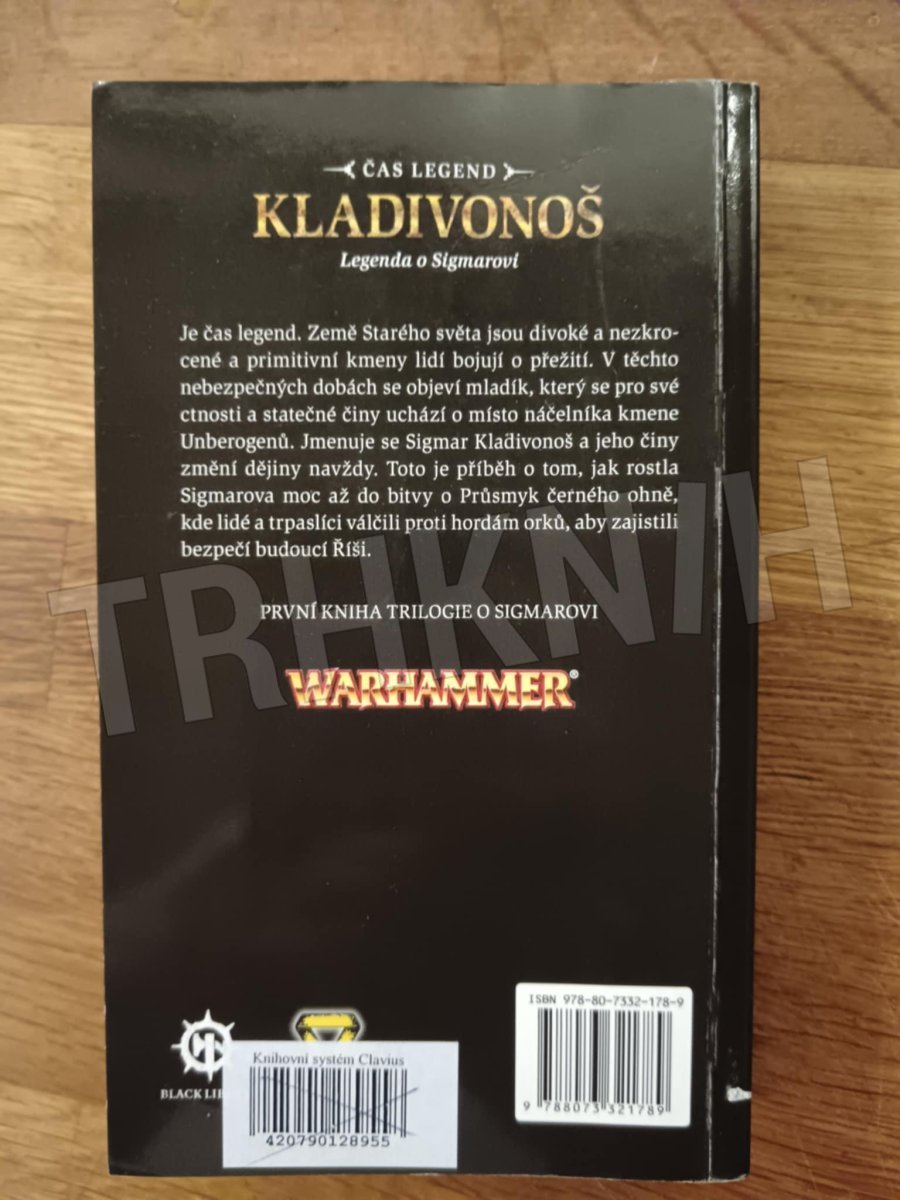 ČAS LEGEND
KLADIVONOŠ
Legenda o Sigmarovi
Je čas legend. Země Starého světa jsou divoké a nezkro-
cené a primitivní kmeny lidí bojují o přežití. V těchto
nebezpečných dobách se objeví mladík, který se pro své
ctnosti a statečné činy uchází o místo náčelníka kmene
Unberogenů. Jmenuje se Sigmar Kladivonoš a jeho činy
změní dějiny navždy. Toto je příběh o tom, jak rostla
Sigmarova moc až do bitvy o Průsmyk černého ohně,
kde lidé a trpaslíci válčili proti hordám orků, aby zajistili
bezpečí budoucí Říši.
TRHKNIH
PRVNÍ KNIHA TRILOGIE O SIGMAROVI
WARHAMMER®
ISBN 978-80-7332-178-9
9 788073 321789
BLACK LI
Knihovní systém Clavius
420790128955